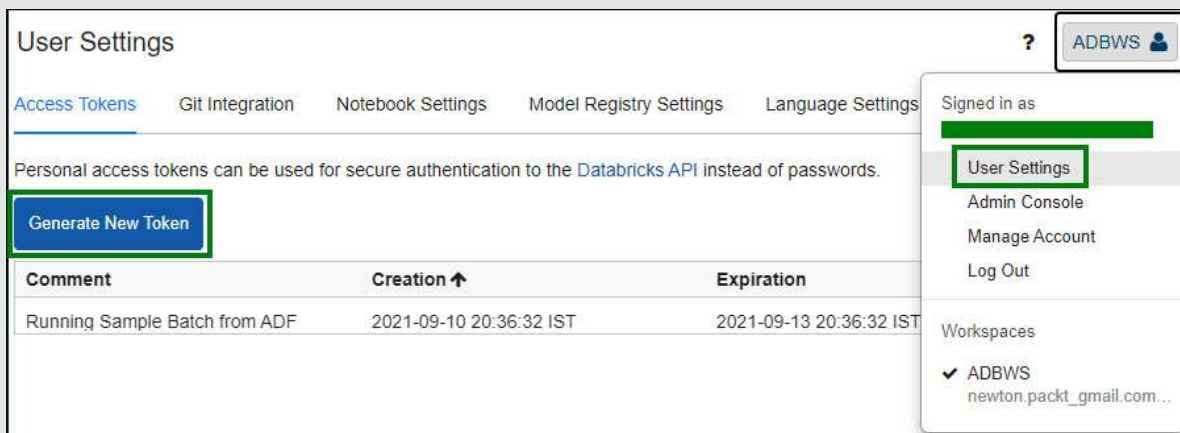 User Settings
? ADBWS
Access Tokens Git Integration Notebook Settings Model Registry Settings Language Settings
Personal access tokens can be used for secure authentication to the Databricks API instead of passwords.
Generate New Token
Comment Creation Expiration
Running Sample Batch from ADF 2021-09-10 20:36:32 IST 2021-09-13 20:36:32 IST
Signed in as
User Settings
Admin Console
Manage Account
Log Out
Workspaces
ADBWS
newton.packt_gmail.com...